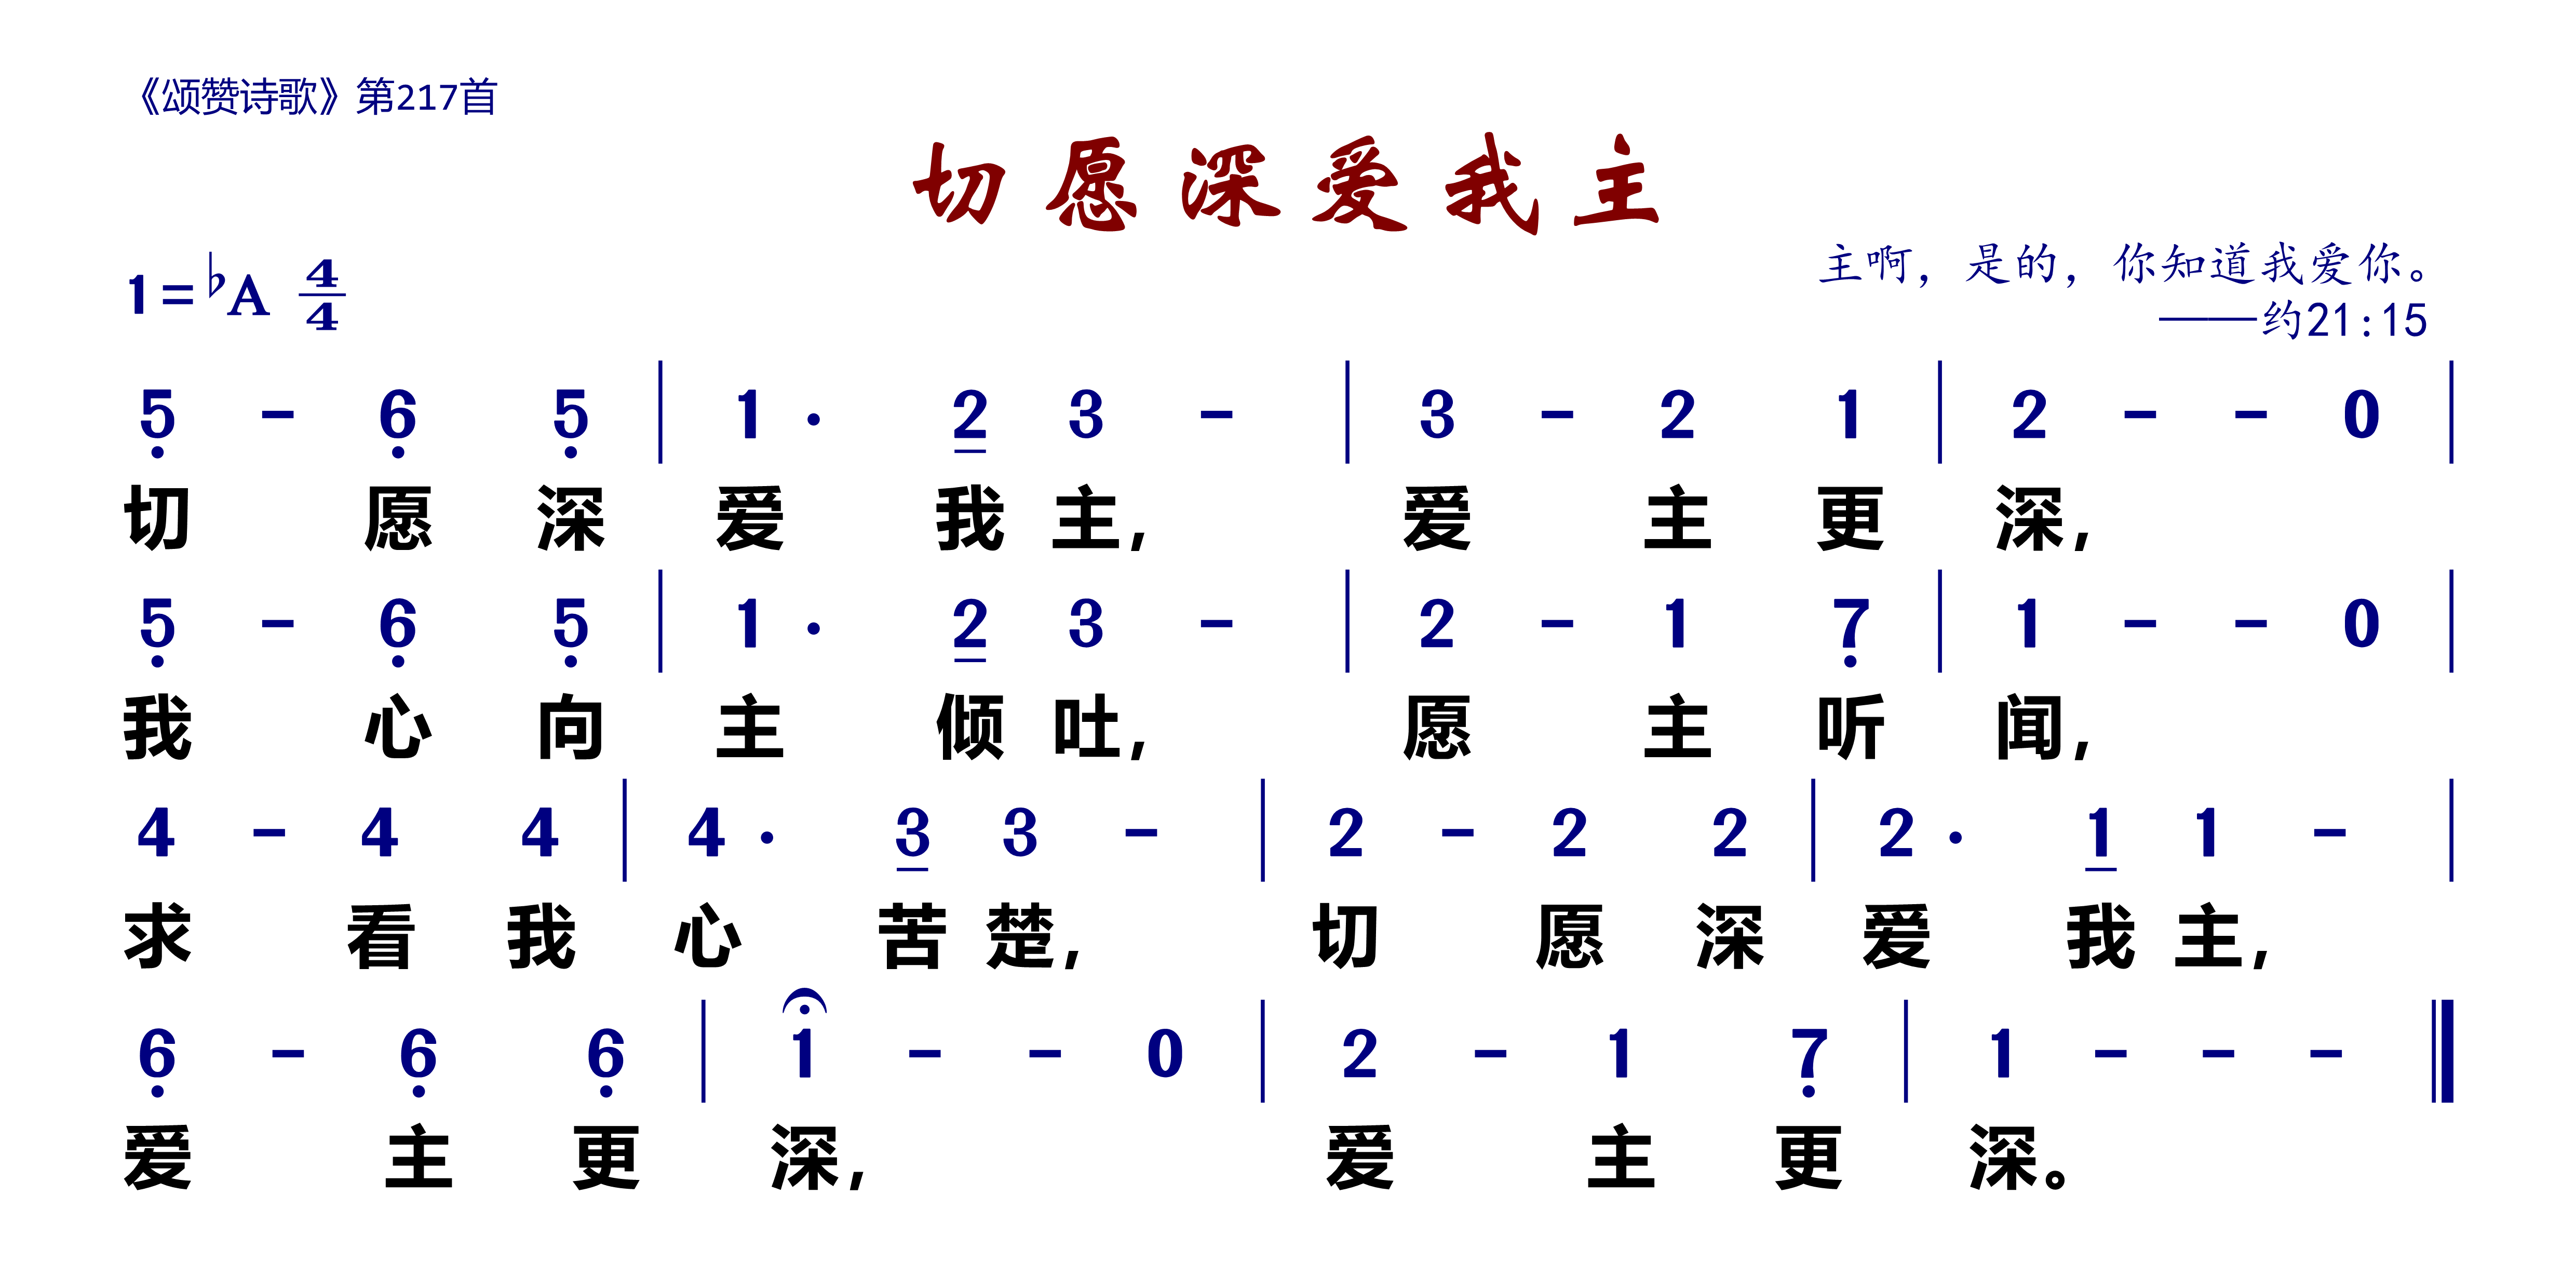 《颂赞诗歌》第217首
切愿深爱我主
1=♭A 4/4
主啊，是的，你知道我爱你。
——约21:15
5̣ - 6̣ 5̣ | 1 · 2̲ 3 - | 3 - 2 1 | 2 - - 0 |
切 愿 深 爱 我 主, 爱 主 更 深,
5̣ - 6̣ 5̣ | 1 · 2̲ 3 - | 2 - 1 7̣ | 1 - - 0 |
我 心 向 主 倾 吐, 愿 主 听 闻,
4 - 4 4 | 4 · 3̲ 3 - | 2 - 2 2 | 2 · 1̲ 1 - |
求 看 我 心 苦 楚, 切 愿 深 爱 我 主,
6̣ - 6̣ 6̣ | 1̑ - - 0 | 2 - 1 7̣ | 1 - - - ‖
爱 主 更 深, 爱 主 更 深。